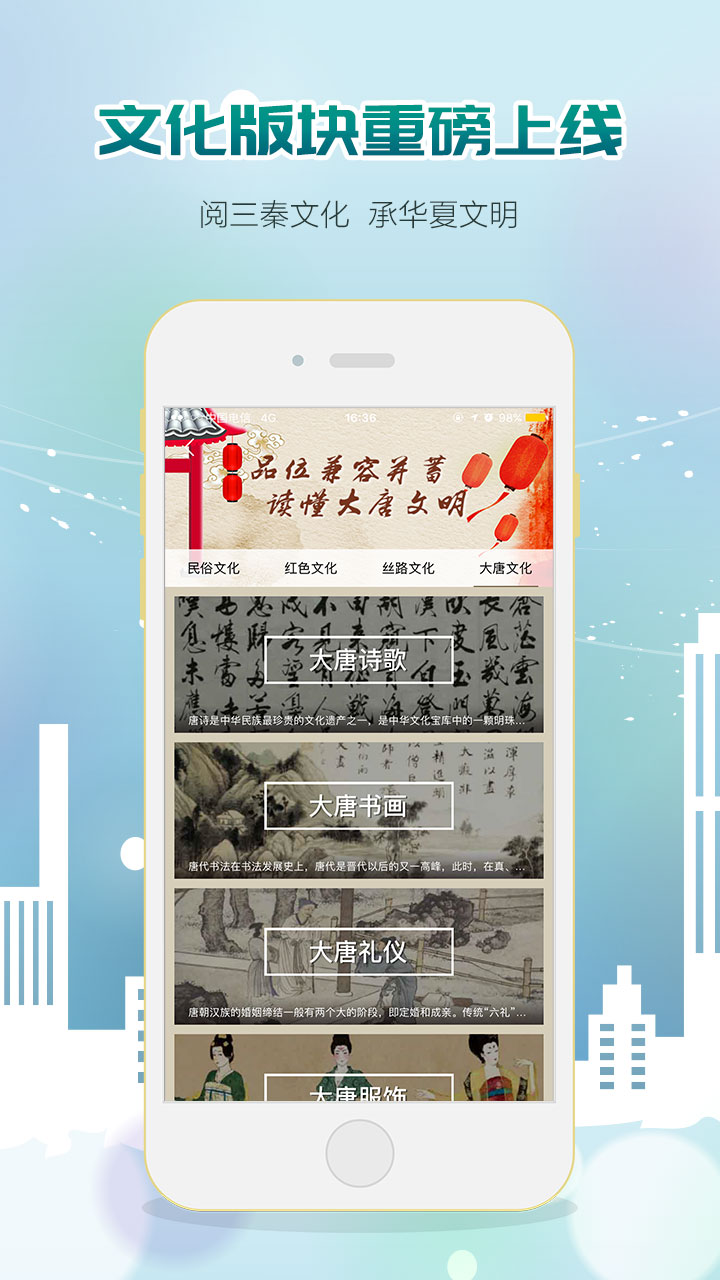 文化版块重磅上线
阅三秦文化 承华夏文明
中国电信 4G 16:36 98%
品位兼容并蓄
读懂大唐文明
民俗文化 红色文化 丝路文化 大唐文化
大唐诗歌
唐诗是中华民族最珍贵的文化遗产之一，是中华文化宝库中的一颗明珠...
大唐书画
唐代书法在书法发展史上，唐代是晋代以后的又一高峰，此时，在真、...
大唐礼仪
唐朝汉族的婚姻缔结一般有两个大的阶段，即定婚和成亲。传统“六礼”...
大唐服饰